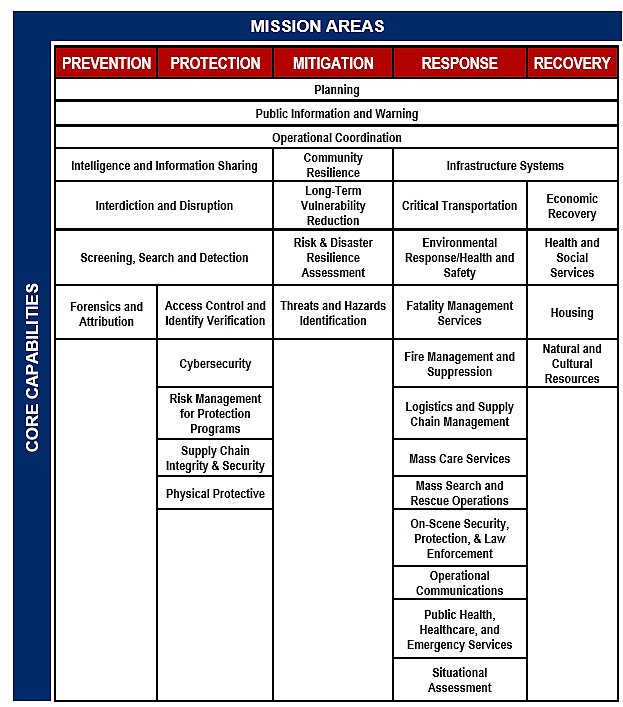 MISSION AREAS
PREVENTION PROTECTION MITIGATION RESPONSE RECOVERY
Planning
Public Information and Warning
Operational Coordination
Intelligence and Information Sharing
Community
Resilience
Infrastructure Systems
Interdiction and Disruption
Long-Term
Vulnerability
Reduction
Critical Transportation
Economic
Recovery
Screening, Search and Detection
Risk & Disaster
Resilience
Assessment
Environmental
Response/Health and
Safety
Health and
Social
Services
Forensics and
Attribution
Access Control and
Identify Verification
Threats and Hazards
Identification
Fatality Management
Services
Housing
Cybersecurity
Fire Management and
Suppression
Natural and
Cultural
Resources
Risk Management
for Protection
Programs
Logistics and Supply
Chain Management
Supply Chain
Integrity & Security
Mass Care Services
Physical Protective
Mass Search and
Rescue Operations
On-Scene Security,
Protection, & Law
Enforcement
Operational
Communications
Public Health,
Healthcare, and
Emergency Services
Situational
Assessment
CORE CAPABILITIES